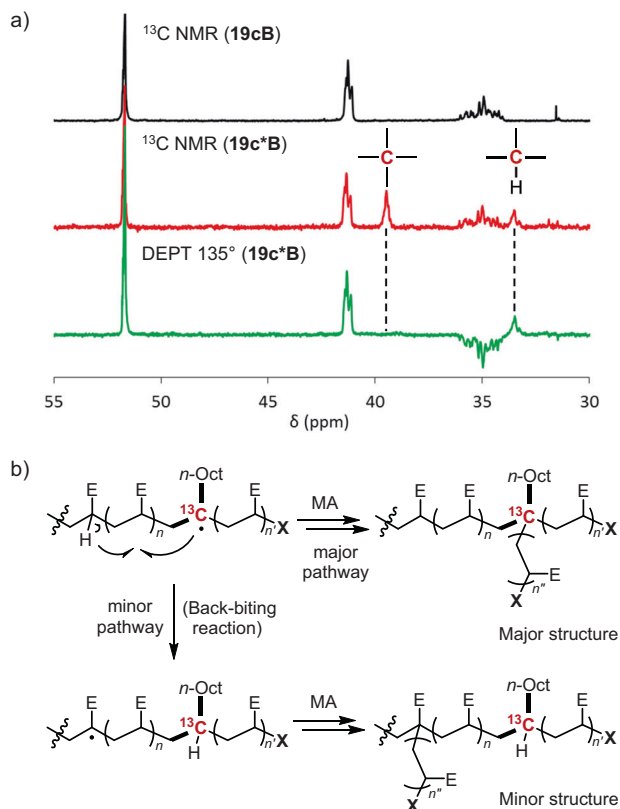 a)
¹³C NMR (19cB)
¹³C NMR (19c*B)
C
C
H
DEPT 135° (19c*B)
55 50 45 40 35 30
δ (ppm)
b)
n-Oct n-Oct
E E ¹³C E MA E E ¹³C E
H n n' X major n n' X
pathway E
minor (Back-biting X n"
pathway reaction) Major structure
n-Oct n-Oct
E E ¹³C E MA E E ¹³C E
n H n' X n H n' X
E
X n"
Minor structure